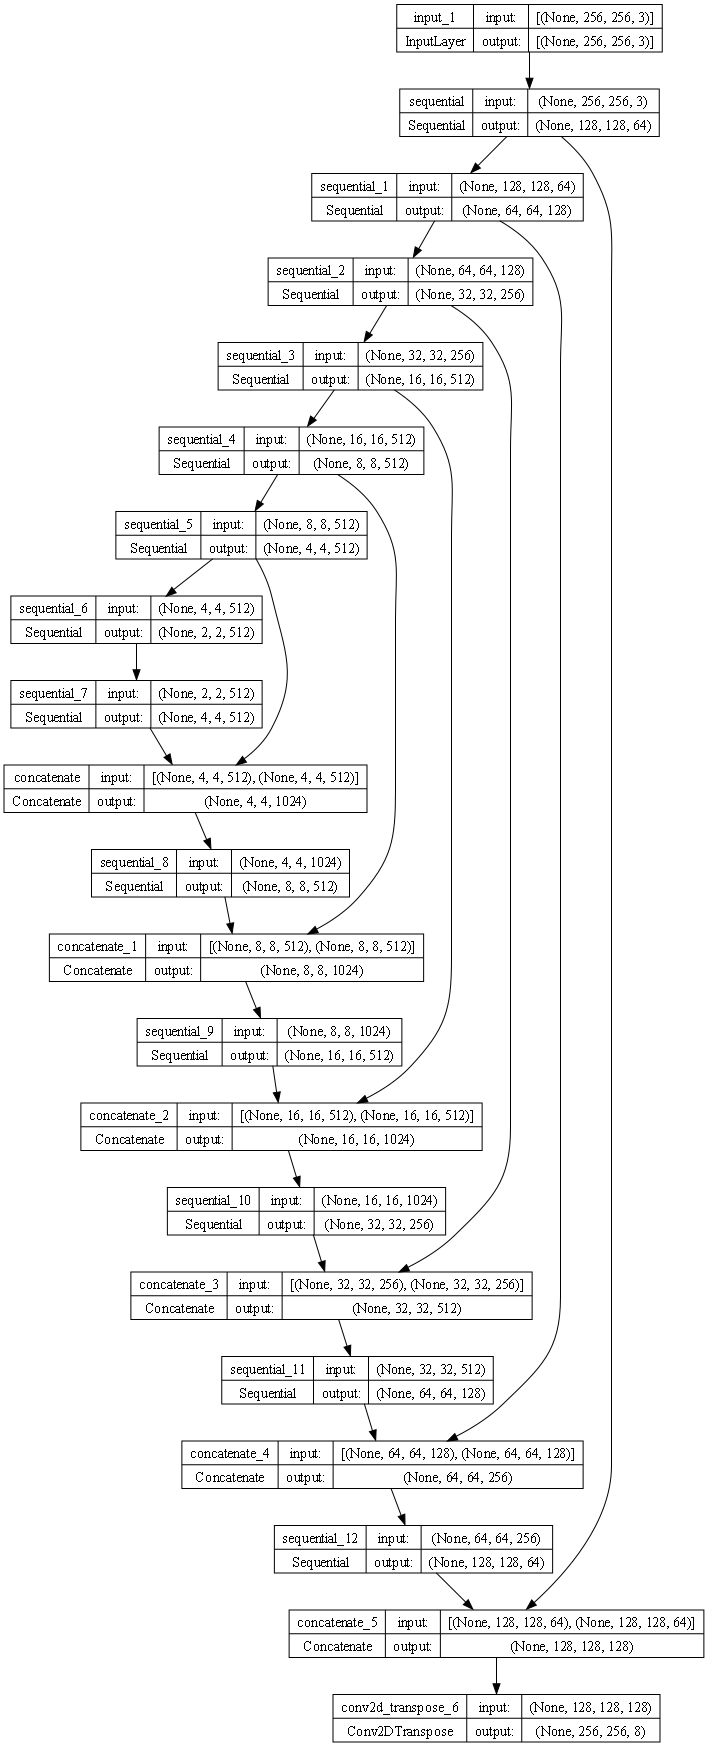 input_1 input: [(None, 256, 256, 3)]
InputLayer output: [(None, 256, 256, 3)]
sequential input: (None, 256, 256, 3)
Sequential output: (None, 128, 128, 64)
sequential_1 input: (None, 128, 128, 64)
Sequential output: (None, 64, 64, 128)
sequential_2 input: (None, 64, 64, 128)
Sequential output: (None, 32, 32, 256)
sequential_3 input: (None, 32, 32, 256)
Sequential output: (None, 16, 16, 512)
sequential_4 input: (None, 16, 16, 512)
Sequential output: (None, 8, 8, 512)
sequential_5 input: (None, 8, 8, 512)
Sequential output: (None, 4, 4, 512)
sequential_6 input: (None, 4, 4, 512)
Sequential output: (None, 2, 2, 512)
sequential_7 input: (None, 2, 2, 512)
Sequential output: (None, 4, 4, 512)
concatenate input: [(None, 4, 4, 512), (None, 4, 4, 512)]
Concatenate output: (None, 4, 4, 1024)
sequential_8 input: (None, 4, 4, 1024)
Sequential output: (None, 8, 8, 512)
concatenate_1 input: [(None, 8, 8, 512), (None, 8, 8, 512)]
Concatenate output: (None, 8, 8, 1024)
sequential_9 input: (None, 8, 8, 1024)
Sequential output: (None, 16, 16, 512)
concatenate_2 input: [(None, 16, 16, 512), (None, 16, 16, 512)]
Concatenate output: (None, 16, 16, 1024)
sequential_10 input: (None, 16, 16, 1024)
Sequential output: (None, 32, 32, 256)
concatenate_3 input: [(None, 32, 32, 256), (None, 32, 32, 256)]
Concatenate output: (None, 32, 32, 512)
sequential_11 input: (None, 32, 32, 512)
Sequential output: (None, 64, 64, 128)
concatenate_4 input: [(None, 64, 64, 128), (None, 64, 64, 128)]
Concatenate output: (None, 64, 64, 256)
sequential_12 input: (None, 64, 64, 256)
Sequential output: (None, 128, 128, 64)
concatenate_5 input: [(None, 128, 128, 64), (None, 128, 128, 64)]
Concatenate output: (None, 128, 128, 128)
conv2d_transpose_6 input: (None, 128, 128, 128)
Conv2DTranspose output: (None, 256, 256, 8)